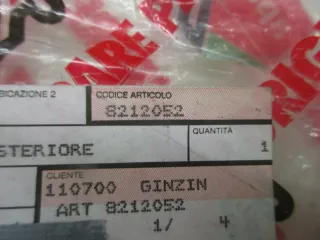 BICAZIONE 2
CODICE ARTICOLO
8212052
QUANTITÀ
STERIORE
1
CLIENTE
110700 GINZIN
ART 8212052
1/ 4